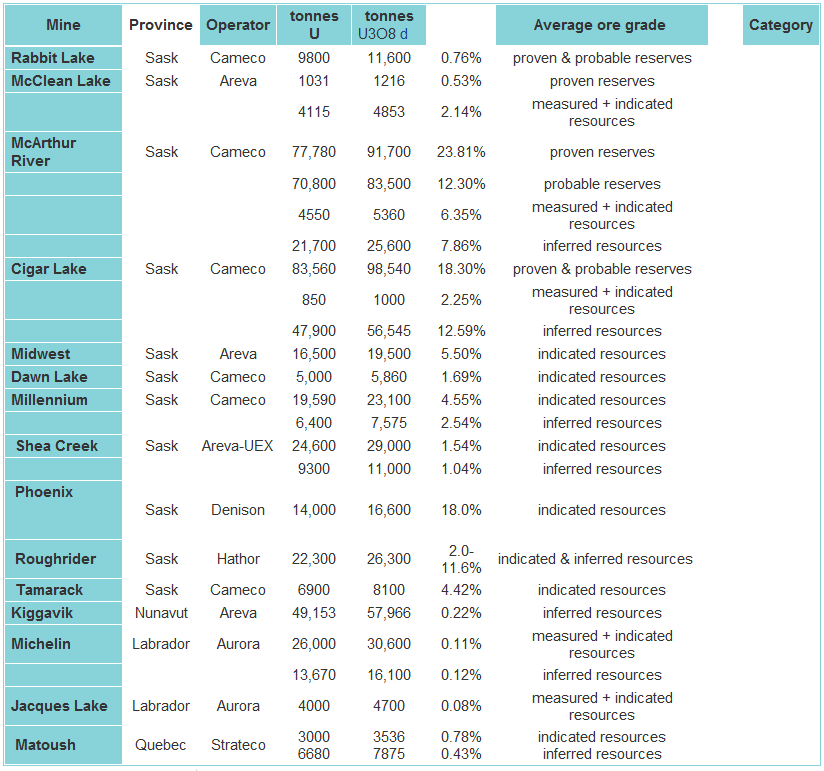 Mine Province Operator tonnes U tonnes U3O8 d Average ore grade Category
Rabbit Lake Sask Cameco 9800 11,600 0.76% proven & probable reserves
McClean Lake Sask Areva 1031 1216 0.53% proven reserves
4115 4853 2.14% measured + indicated resources
McArthur River Sask Cameco 77,780 91,700 23.81% proven reserves
70,800 83,500 12.30% probable reserves
4550 5360 6.35% measured + indicated resources
21,700 25,600 7.86% inferred resources
Cigar Lake Sask Cameco 83,560 98,540 18.30% proven & probable reserves
850 1000 2.25% measured + indicated resources
47,900 56,545 12.59% inferred resources
Midwest Sask Areva 16,500 19,500 5.50% indicated resources
Dawn Lake Sask Cameco 5,000 5,860 1.69% indicated resources
Millennium Sask Cameco 19,590 23,100 4.55% indicated resources
6,400 7,575 2.54% inferred resources
Shea Creek Sask Areva-UEX 24,600 29,000 1.54% indicated resources
9300 11,000 1.04% inferred resources
Phoenix Sask Denison 14,000 16,600 18.0% indicated resources
Roughrider Sask Hathor 22,300 26,300 2.0-11.6% indicated & inferred resources
Tamarack Sask Cameco 6900 8100 4.42% indicated resources
Kiggavik Nunavut Areva 49,153 57,966 0.22% inferred resources
Michelin Labrador Aurora 26,000 30,600 0.11% measured + indicated resources
13,670 16,100 0.12% inferred resources
Jacques Lake Labrador Aurora 4000 4700 0.08% measured + indicated resources
Matoush Quebec Strateco 3000 3536 0.78% indicated resources
6680 7875 0.43% inferred resources